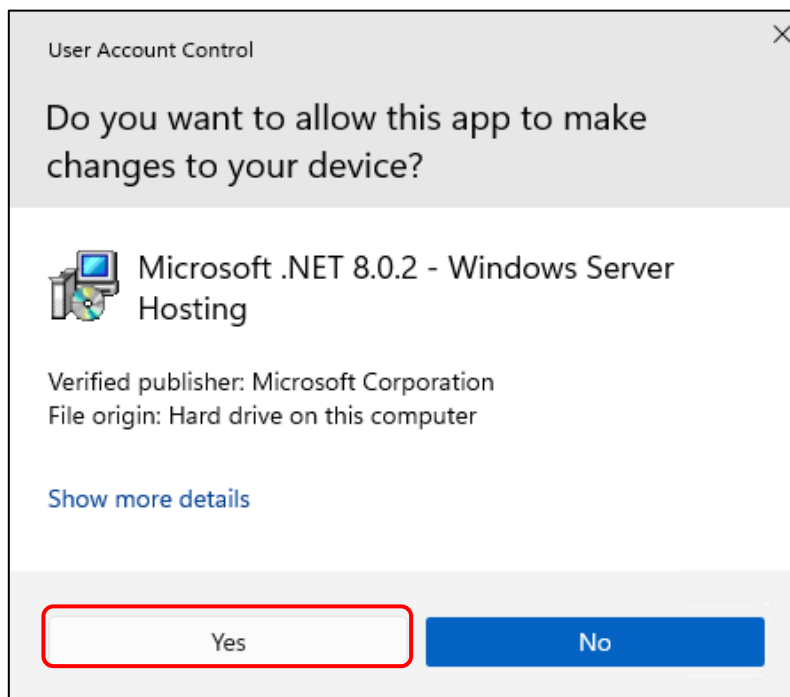 User Account Control
Do you want to allow this app to make
changes to your device?
Microsoft .NET 8.0.2 - Windows Server
Hosting
Verified publisher: Microsoft Corporation
File origin: Hard drive on this computer
Show more details
Yes
No